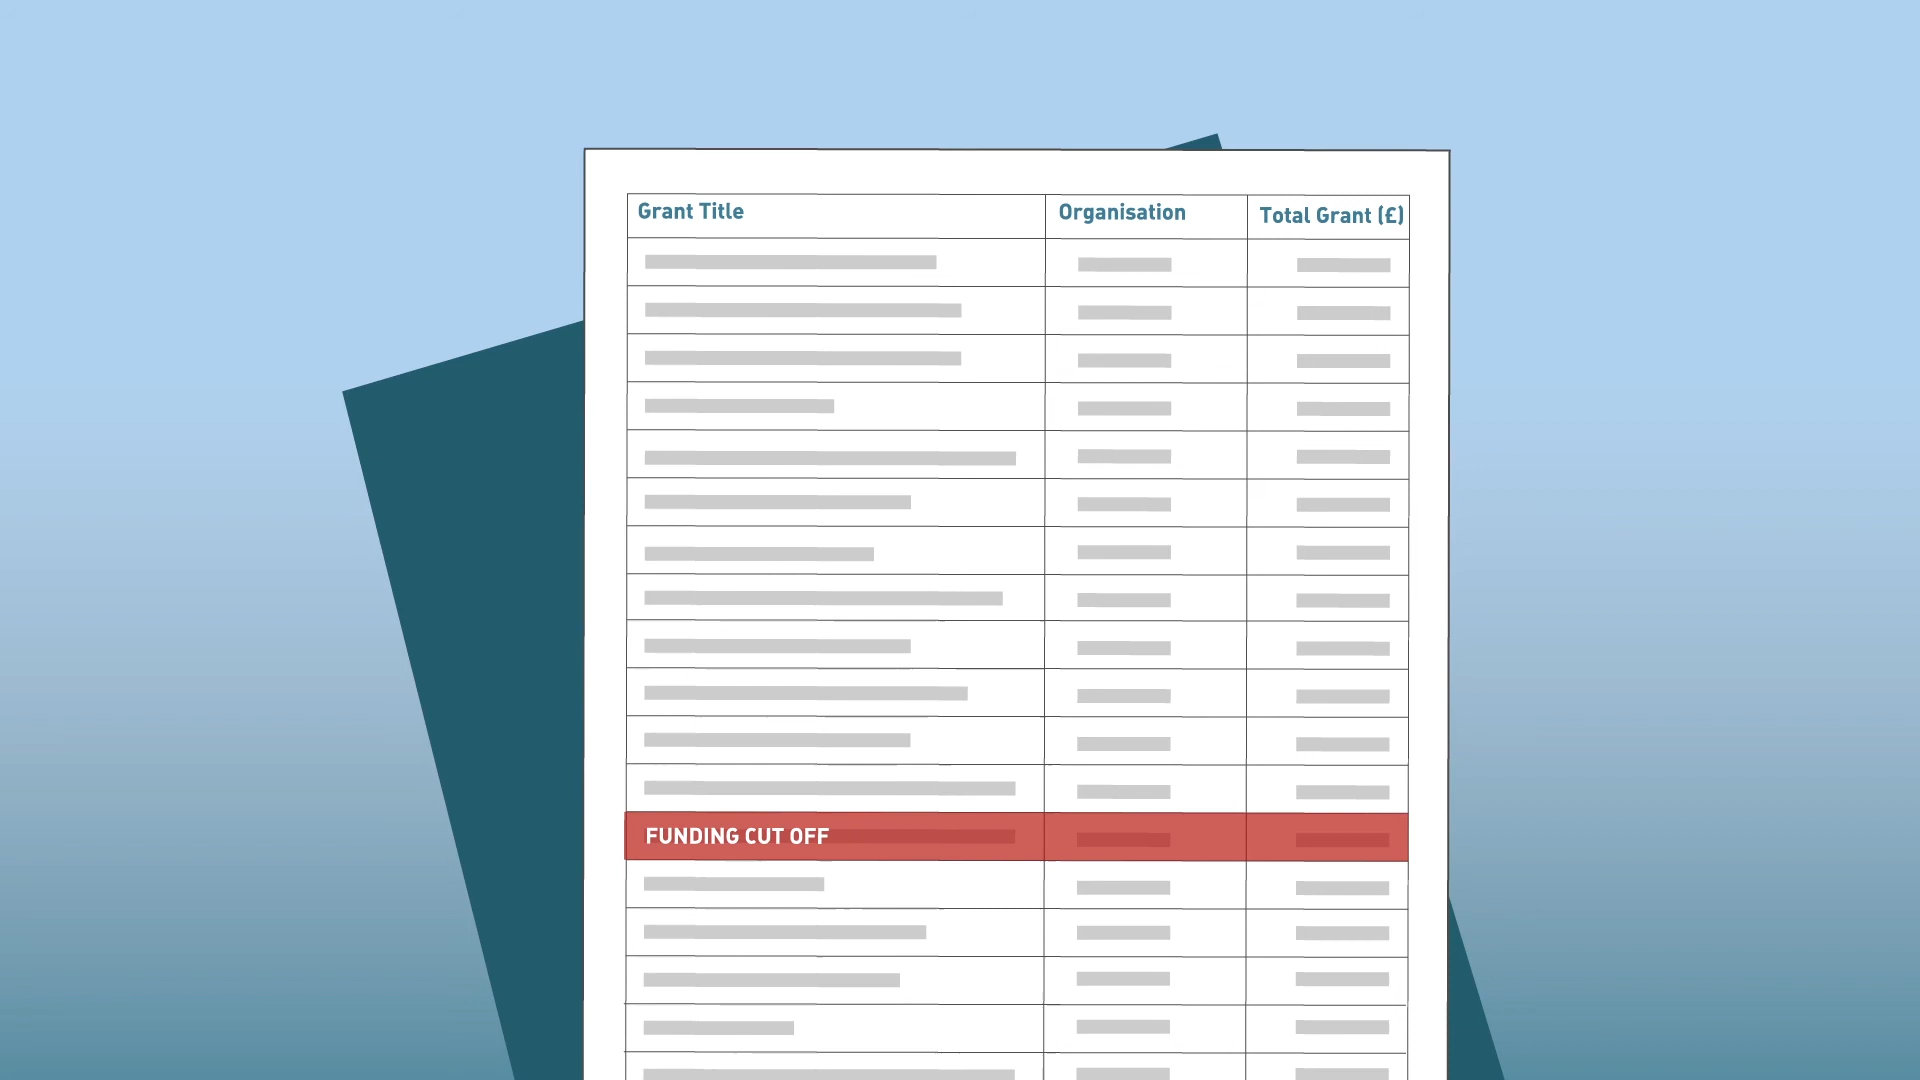 Grant Title
Organisation
Total Grant (£)
FUNDING CUT OFF